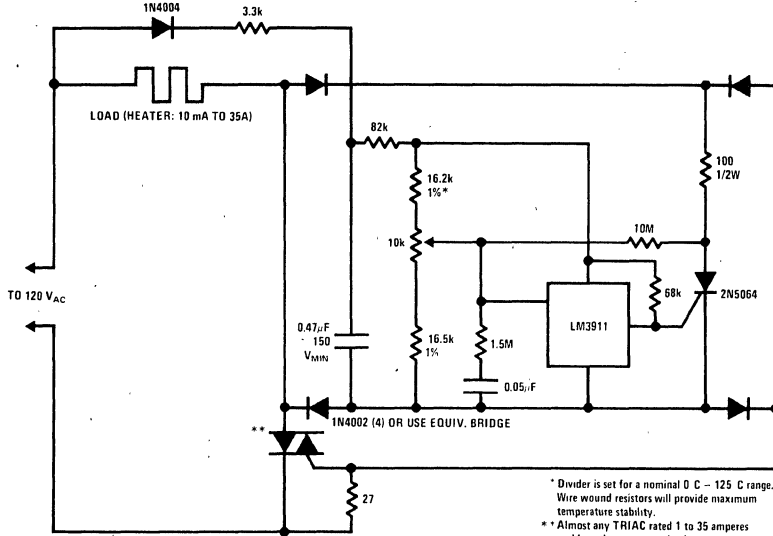 1N4004
3.3k
LOAD (HEATER: 10 mA TO 35A)
82k
100
1/2W
16.2k
1%*
10k
10M
TO 120 VAC
68k
2N5064
LM3911
0.47µF
150
VMIN
16.5k
1%
1.5M
0.05µF
1N4002 (4) OR USE EQUIV. BRIDGE
**
27
* Divider is set for a nominal 0 C – 125 C range.
Wire wound resistors will provide maximum
temperature stability.
** Almost any TRIAC rated 1 to 35 amperes